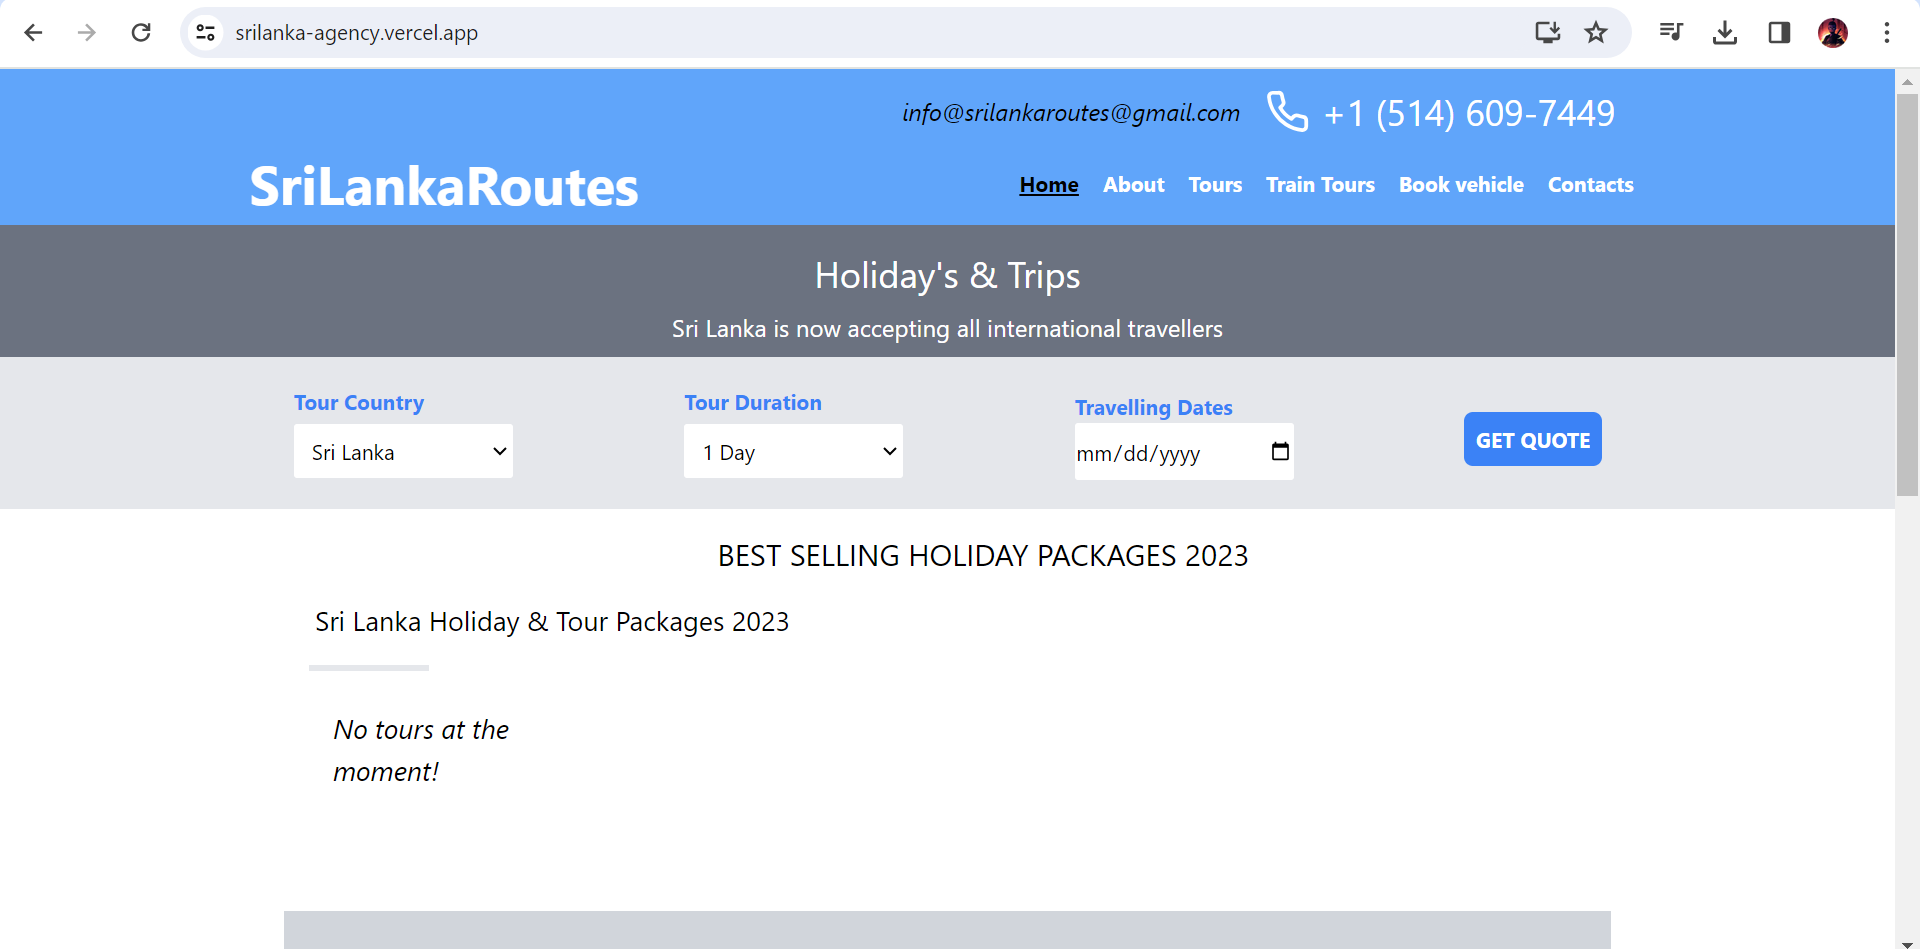 srilanka-agency.vercel.app
info@srilankaroutes@gmail.com +1 (514) 609-7449
SriLankaRoutes
Home About Tours Train Tours Book vehicle Contacts
Holiday's & Trips
Sri Lanka is now accepting all international travellers
Tour Country Tour Duration Travelling Dates
Sri Lanka 1 Day mm/dd/yyyy GET QUOTE
BEST SELLING HOLIDAY PACKAGES 2023
Sri Lanka Holiday & Tour Packages 2023
No tours at the
moment!